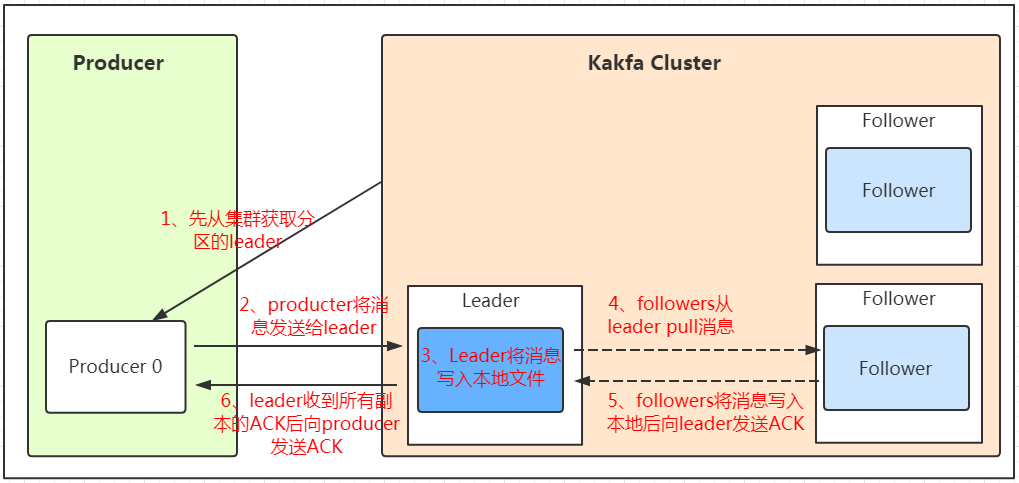 Producer
Kakfa Cluster
Follower
Follower
1、先从集群获取分
区的leader
2、producter将消
息发送给leader
Leader
4、followers从
leader pull消息
Follower
Producer 0
3、Leader将消息
写入本地文件
Follower
6、leader收到所有副
本的ACK后向producer
发送ACK
5、followers将消息写入
本地后向leader发送ACK